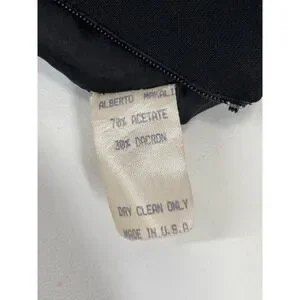 ALBERTO MAKALI
70% ACETATE
30% DACRON
DRY CLEAN ONLY
MADE IN U.S.A.